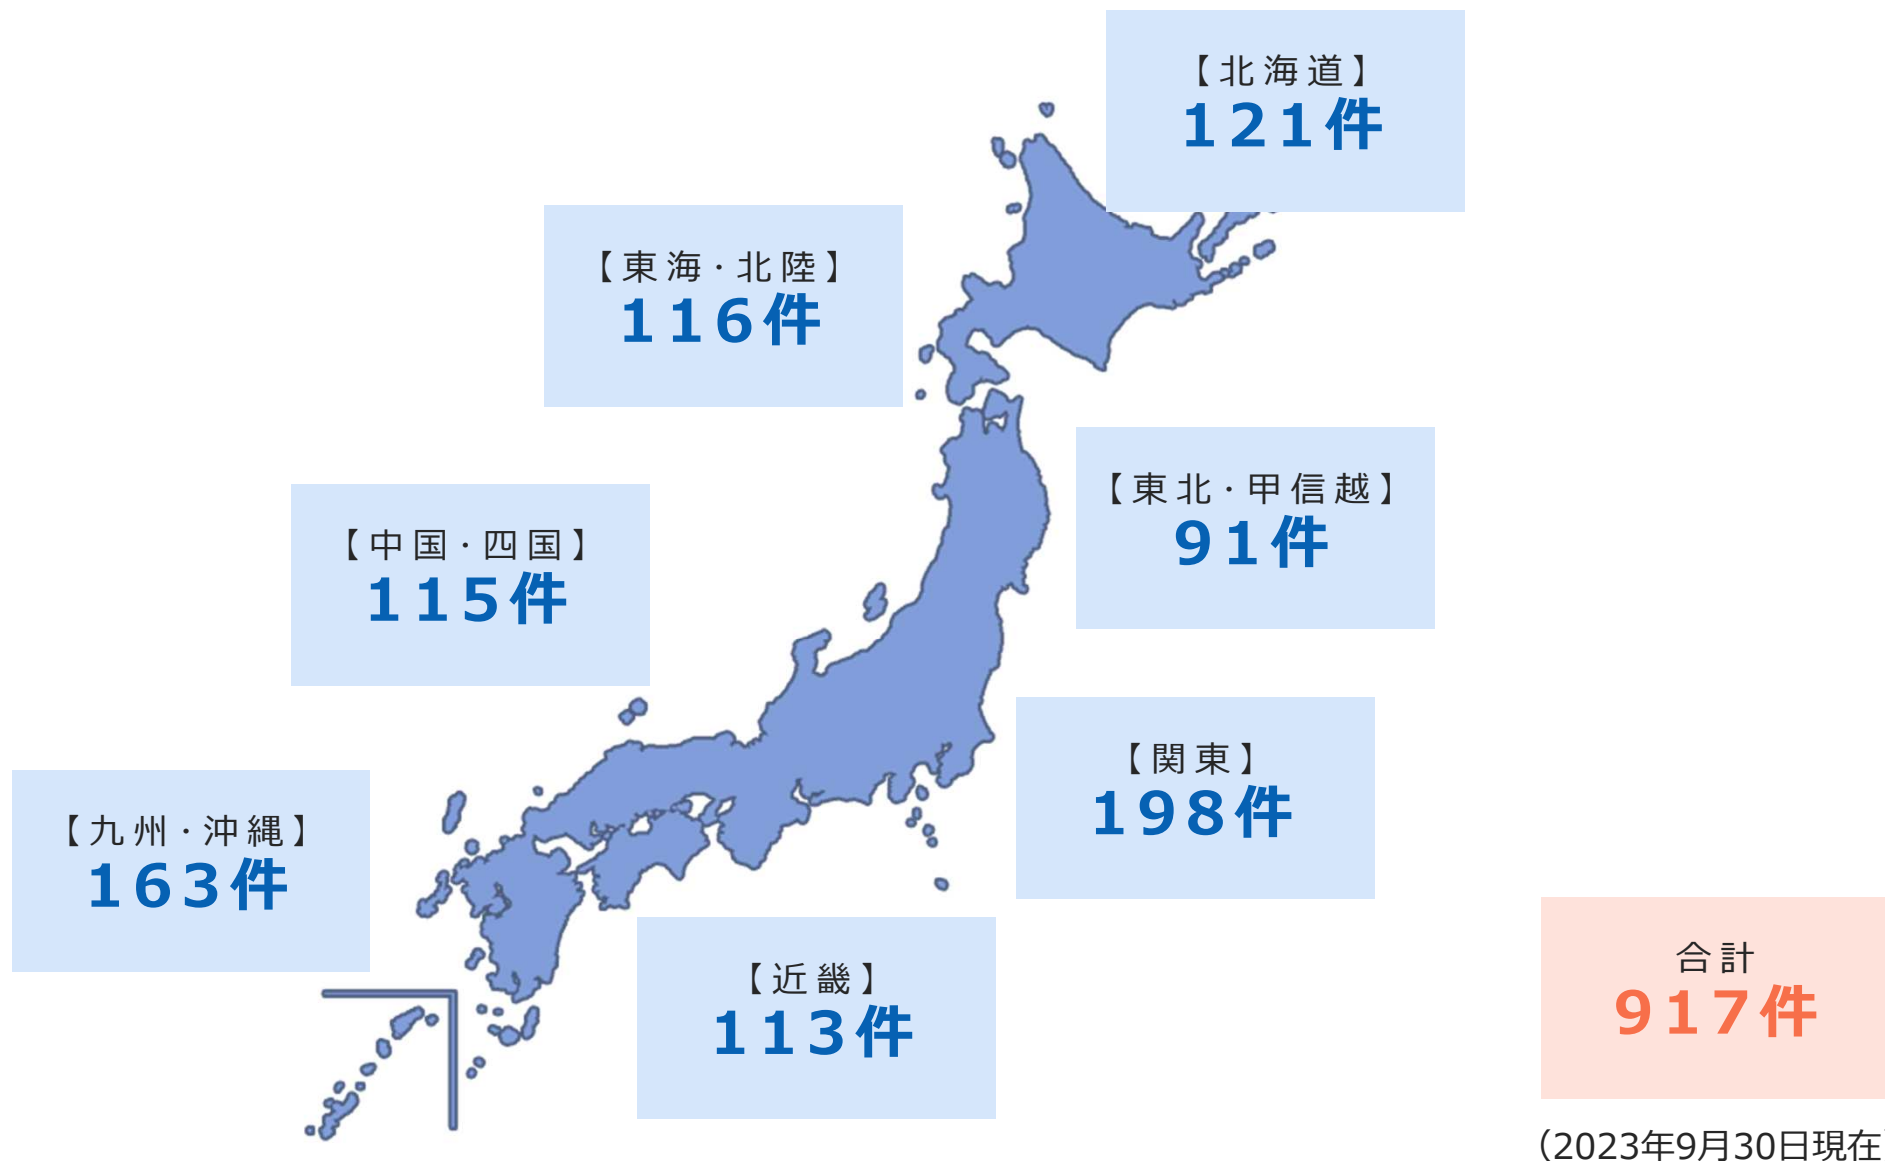 【北海道】
121件
【東海・北陸】
116件
【東北・甲信越】
91件
【中国・四国】
115件
【関東】
198件
【九州・沖縄】
163件
【近畿】
113件
合計
917件
（2023年9月30日現在）